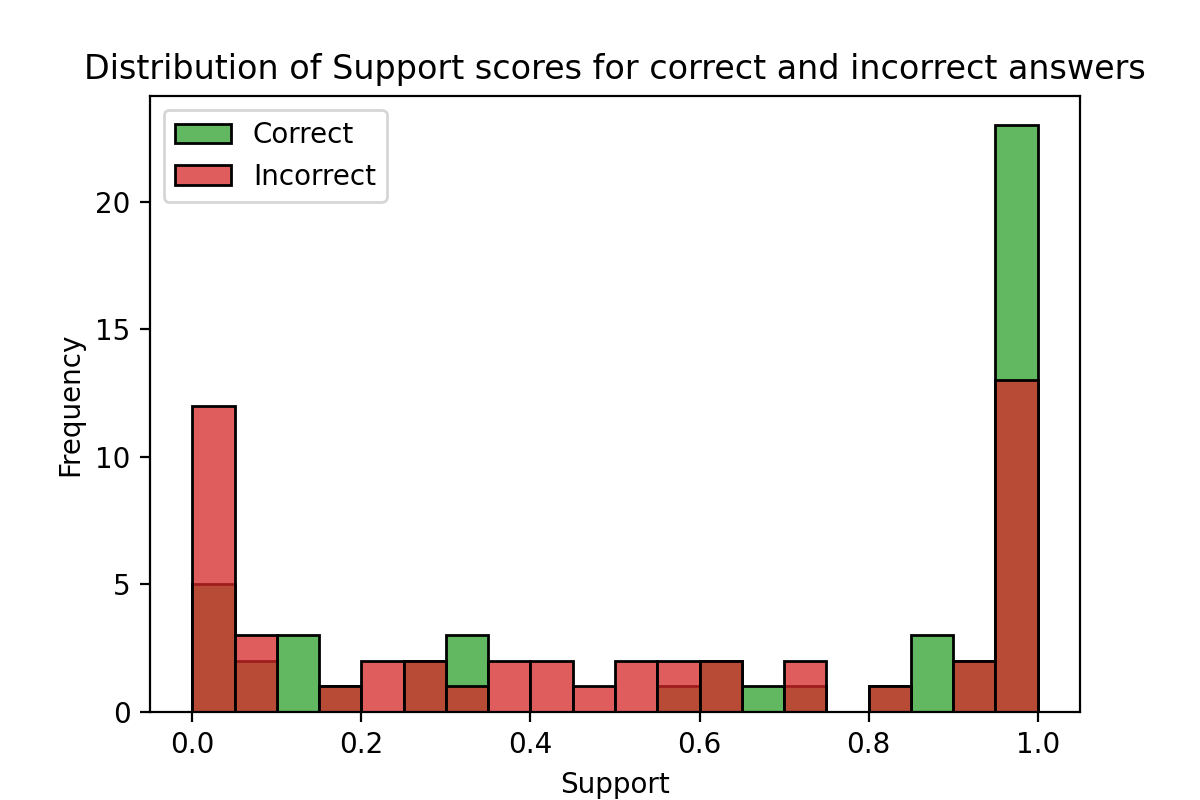 Distribution of Support scores for correct and incorrect answers
Correct
Incorrect
Frequency
20
15
10
5
0
0.0 0.2 0.4 0.6 0.8 1.0
Support